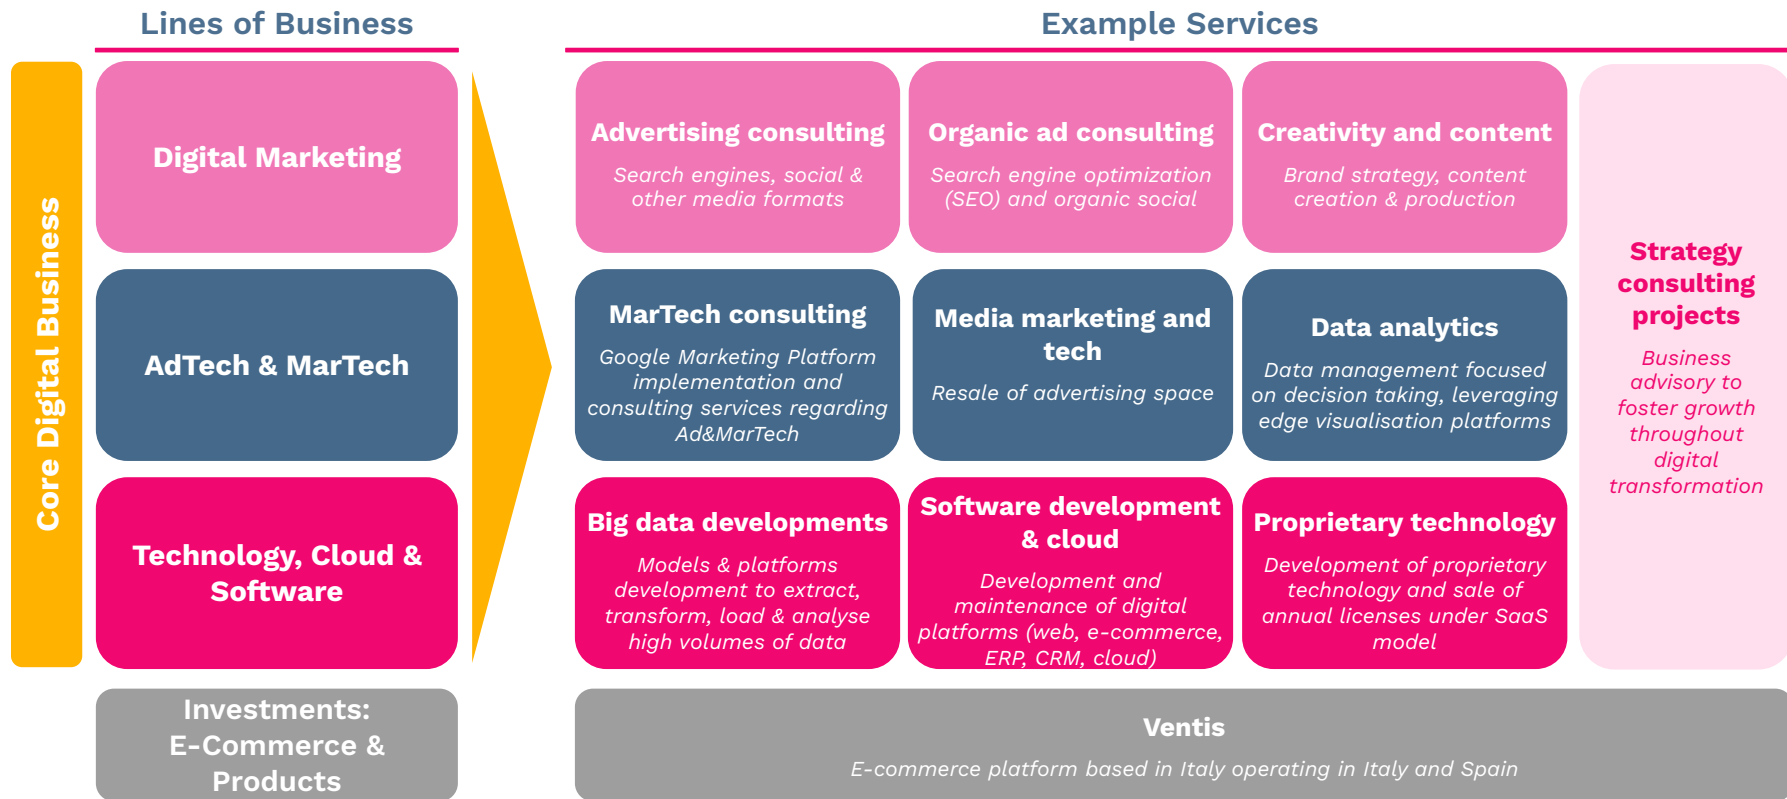 Lines of Business
Example Services
Core Digital Business
Digital Marketing
Advertising consulting
Search engines, social &
other media formats
Organic ad consulting
Search engine optimization
(SEO) and organic social
Creativity and content
Brand strategy, content
creation & production
AdTech & MarTech
MarTech consulting
Google Marketing Platform
implementation and
consulting services regarding
Ad&MarTech
Media marketing and
tech
Resale of advertising space
Data analytics
Data management focused
on decision taking, leveraging
edge visualisation platforms
Technology, Cloud &
Software
Big data developments
Models & platforms
development to extract,
transform, load & analyse
high volumes of data
Software development
& cloud
Development and
maintenance of digital
platforms (web, e-commerce,
ERP, CRM, cloud)
Proprietary technology
Development of proprietary
technology and sale of
annual licenses under SaaS
model
Strategy
consulting
projects
Business
advisory to
foster growth
throughout
digital
transformation
Investments:
E-Commerce &
Products
Ventis
E-commerce platform based in Italy operating in Italy and Spain